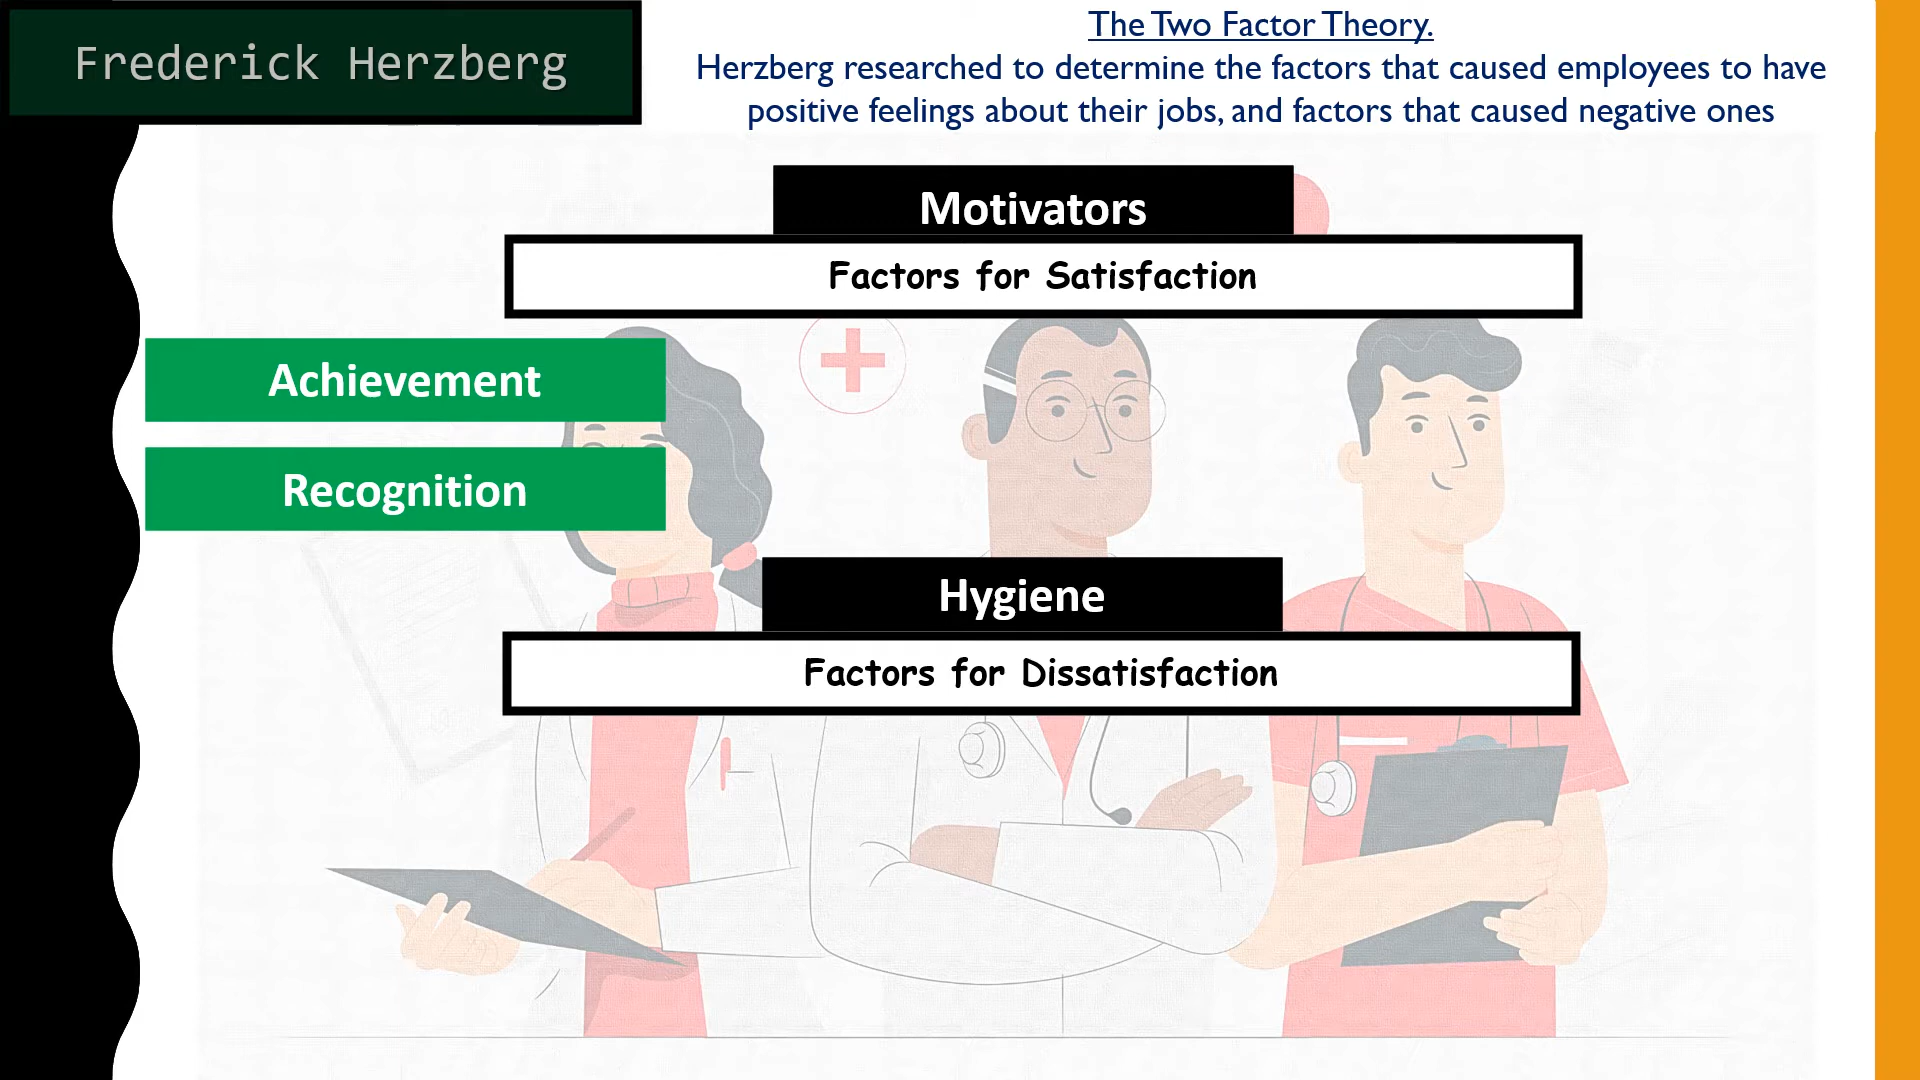 Frederick Herzberg
The Two Factor Theory.
Herzberg researched to determine the factors that caused employees to have
positive feelings about their jobs, and factors that caused negative ones
Motivators
Factors for Satisfaction
Achievement
Recognition
Hygiene
Factors for Dissatisfaction